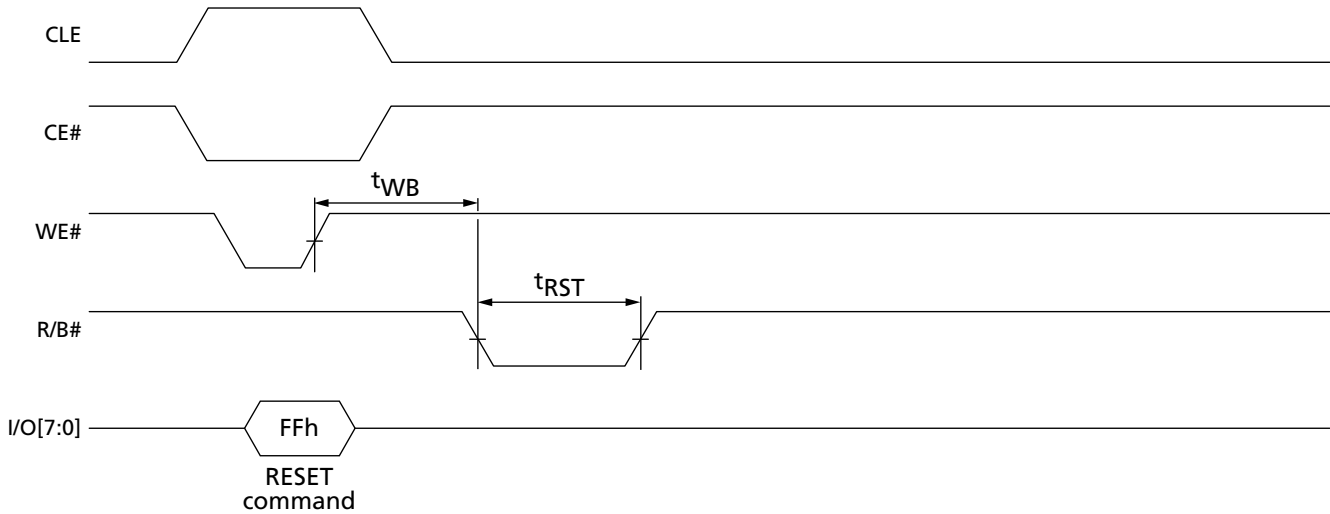 CLE
CE#
tWB
WE#
tRST
R/B#
I/O[7:0]
FFh
RESET
command